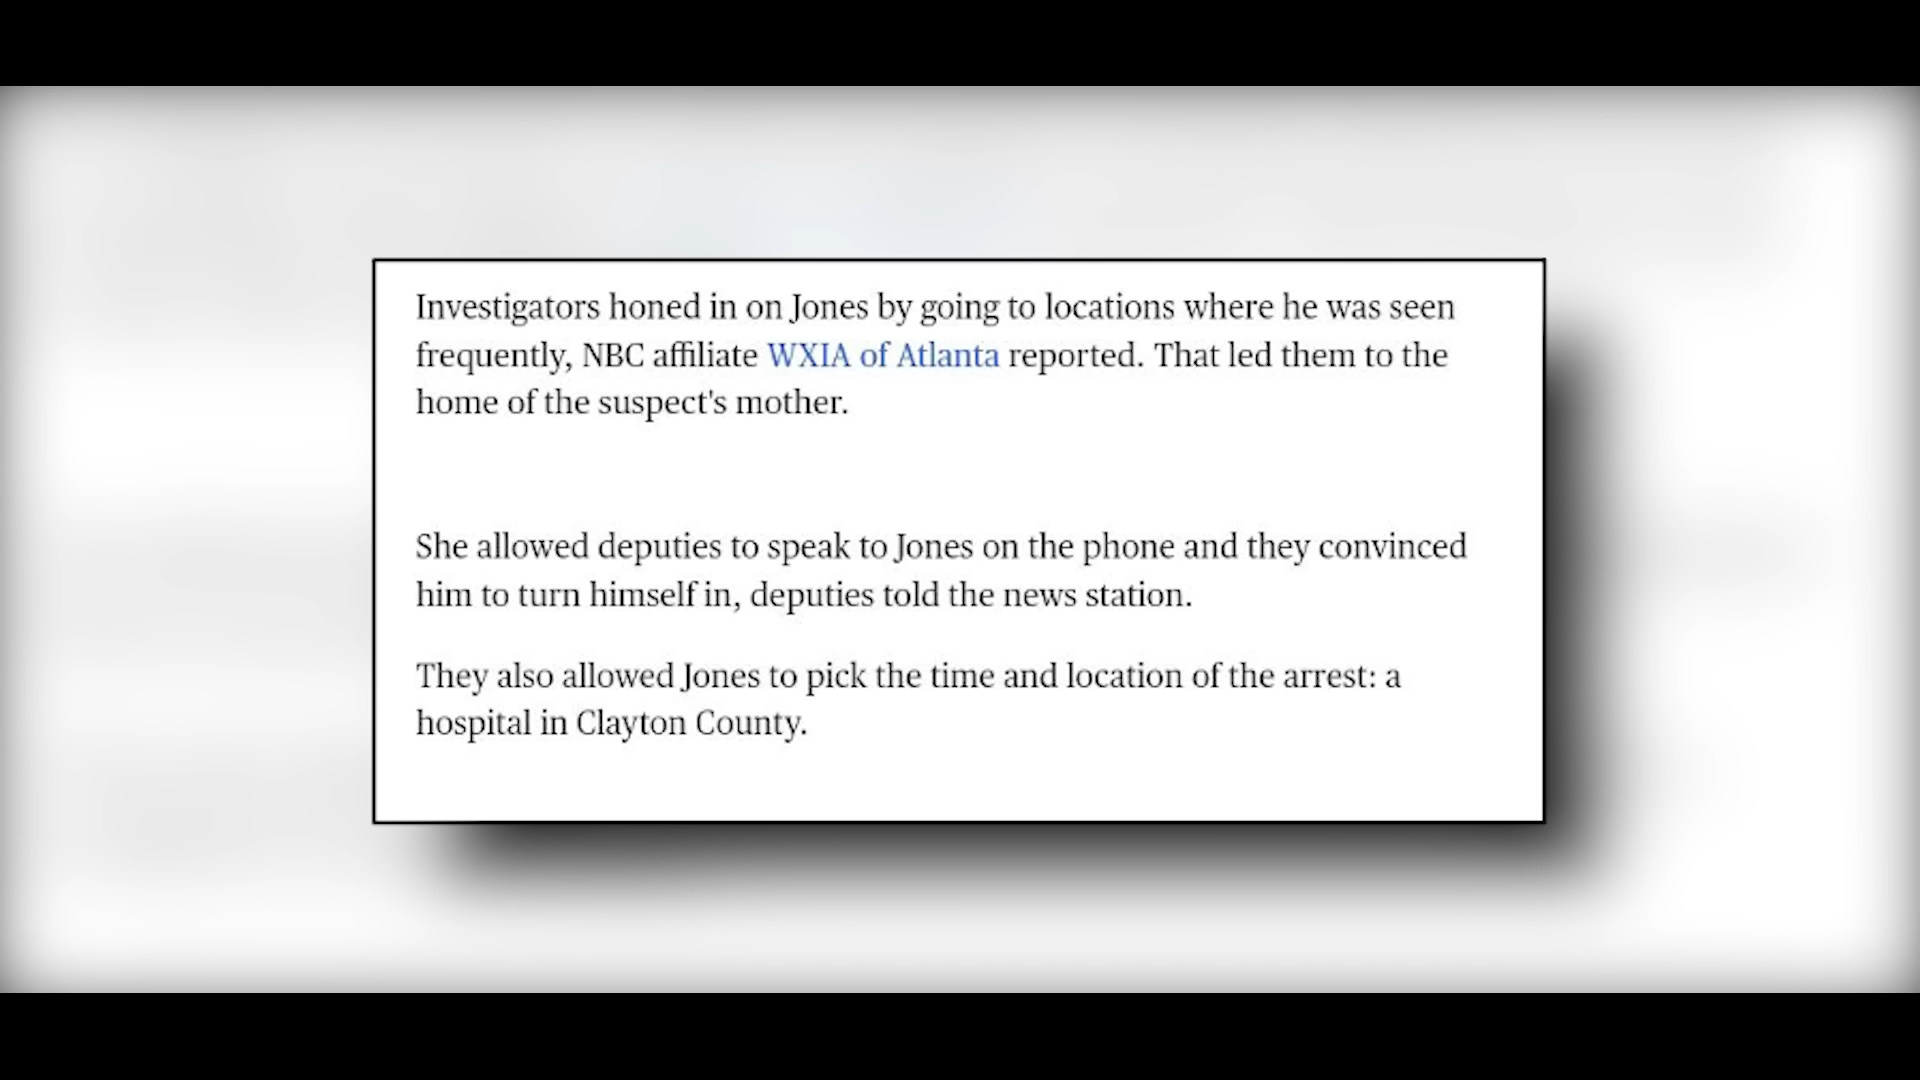 Investigators honed in on Jones by going to locations where he was seen
frequently, NBC affiliate WXIA of Atlanta reported. That led them to the
home of the suspect's mother.
She allowed deputies to speak to Jones on the phone and they convinced
him to turn himself in, deputies told the news station.
They also allowed Jones to pick the time and location of the arrest: a
hospital in Clayton County.